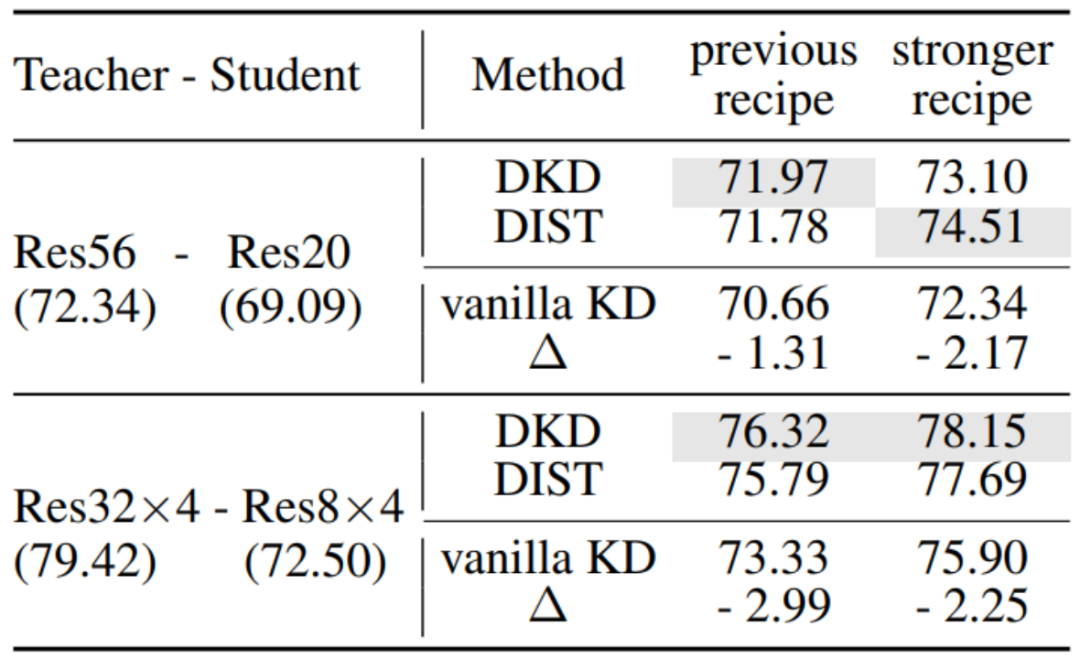 Teacher - Student Method previous recipe stronger recipe
DKD 71.97 73.10
DIST 71.78 74.51
Res56 - Res20
(72.34) (69.09)
vanilla KD 70.66 72.34
Δ - 1.31 - 2.17
DKD 76.32 78.15
DIST 75.79 77.69
Res32×4 - Res8×4
(79.42) (72.50)
vanilla KD 73.33 75.90
Δ - 2.99 - 2.25